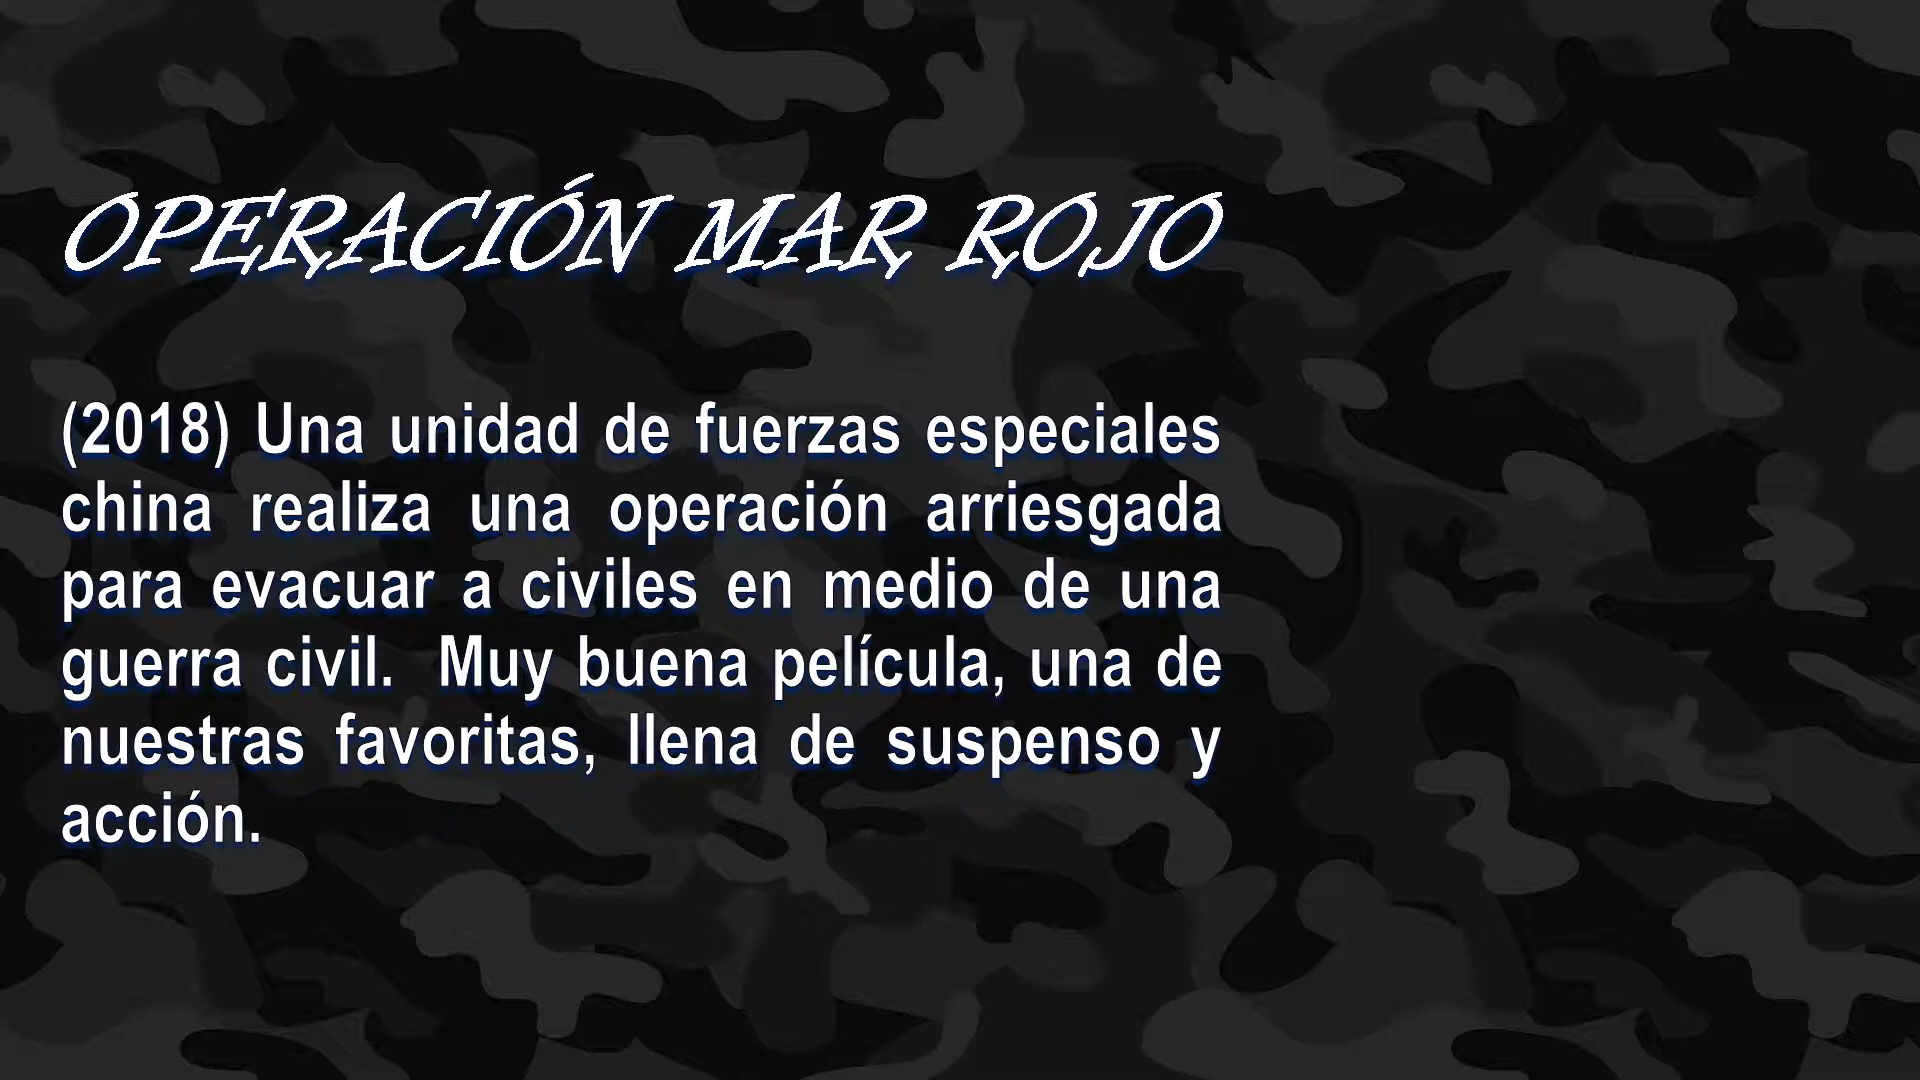 OPERACIÓN MAR ROJO
(2018) Una unidad de fuerzas especiales
china realiza una operación arriesgada
para evacuar a civiles en medio de una
guerra civil.  Muy buena película, una de
nuestras favoritas, llena de suspenso y
acción.